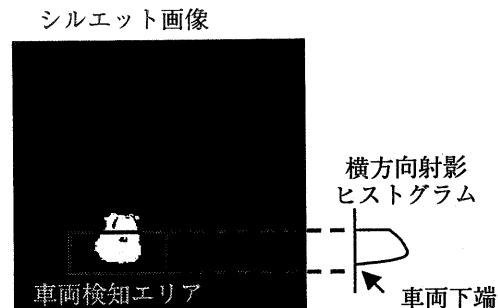 シルエット画像
横方向射影
ヒストグラム
車両検知エリア
車両下端